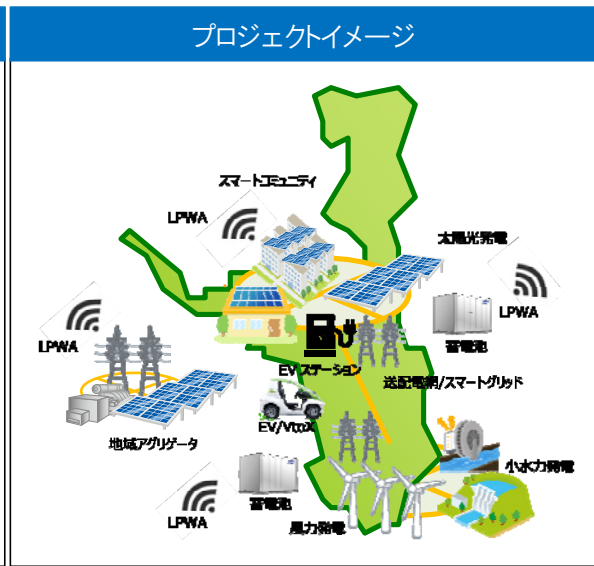 プロジェクトイメージ
スマートコミュニティ
LPWA
太陽光発電
LPWA
蓄電池
LPWA
EVステーション
送配電網/スマートグリッド
地域アグリゲータ
EV/VtoX
小水力発電
蓄電池
LPWA
風力発電